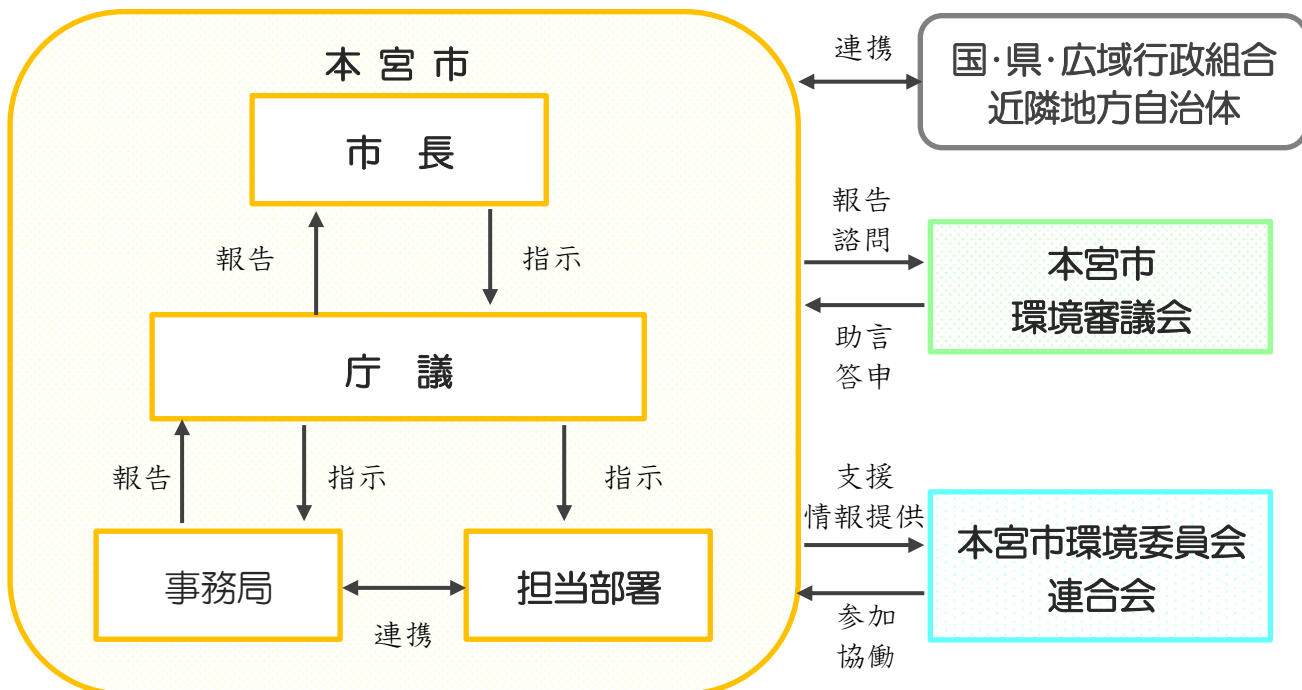 本宮市
市 長
報告
指示
庁 議
報告
指示
指示
事務局
連携
担当部署
連携
国・県・広域行政組合
近隣地方自治体
報告
諮問
本宮市
環境審議会
助言
答申
支援
情報提供
本宮市環境委員会
連合会
参加
協働